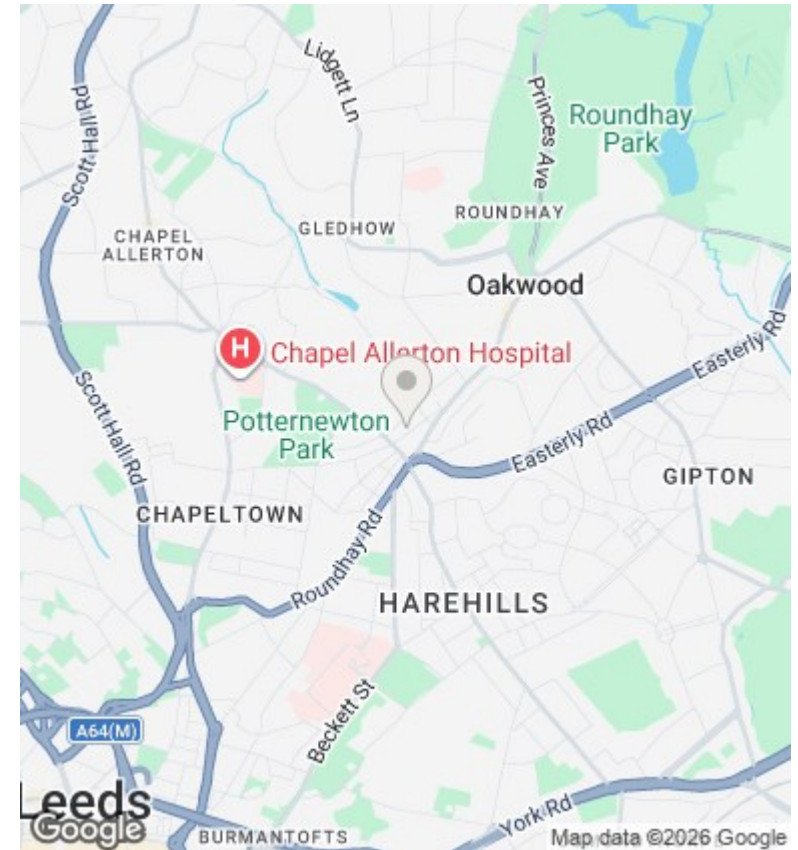 Lidgett Ln
Scott Hall Rd
Princes Ave
Roundhay
Park
ROUNDHAY
GLEDHOW
CHAPEL
ALLERTON
Oakwood
H
Chapel Allerton Hospital
Easterly Rd
Potternewton
Park
Scott Hall Rd
Easterly Rd
GIPTON
CHAPELTOWN
Roundhay Rd
HAREHILLS
Beckett St
A64(M)
Leeds
York Rd
Google
BURMANTOFTS
Map data ©2026 Google